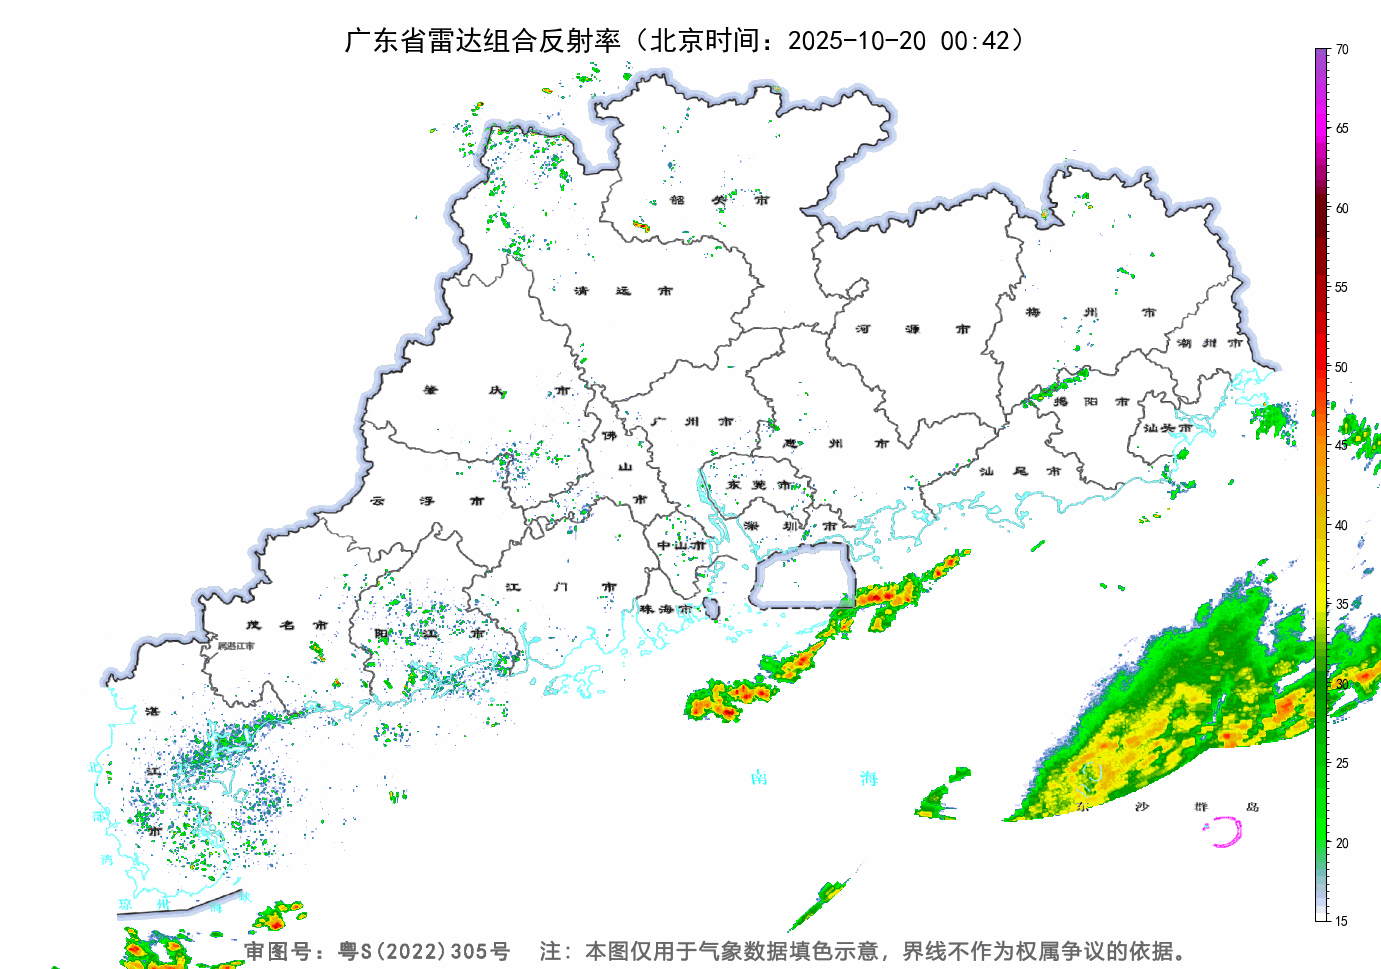 广东省雷达组合反射率（北京时间：2025-10-20 00:42）
70
65
60
55
50
45
40
35
30
25
20
15
韶关市
清远市
河源市
梅州市
潮州市
肇庆市
广州市
佛山市
惠州市
揭阳市
汕头市
汕尾市
云浮市
东莞市
深圳市
中山市
江门市
珠海市
茂名市
阳江市
属湛江市
湛江市
北部湾
琼州海峡
南海
东沙群岛
审图号：粤S(2022)305号 注：本图仅用于气象数据填色示意，界线不作为权属争议的依据。